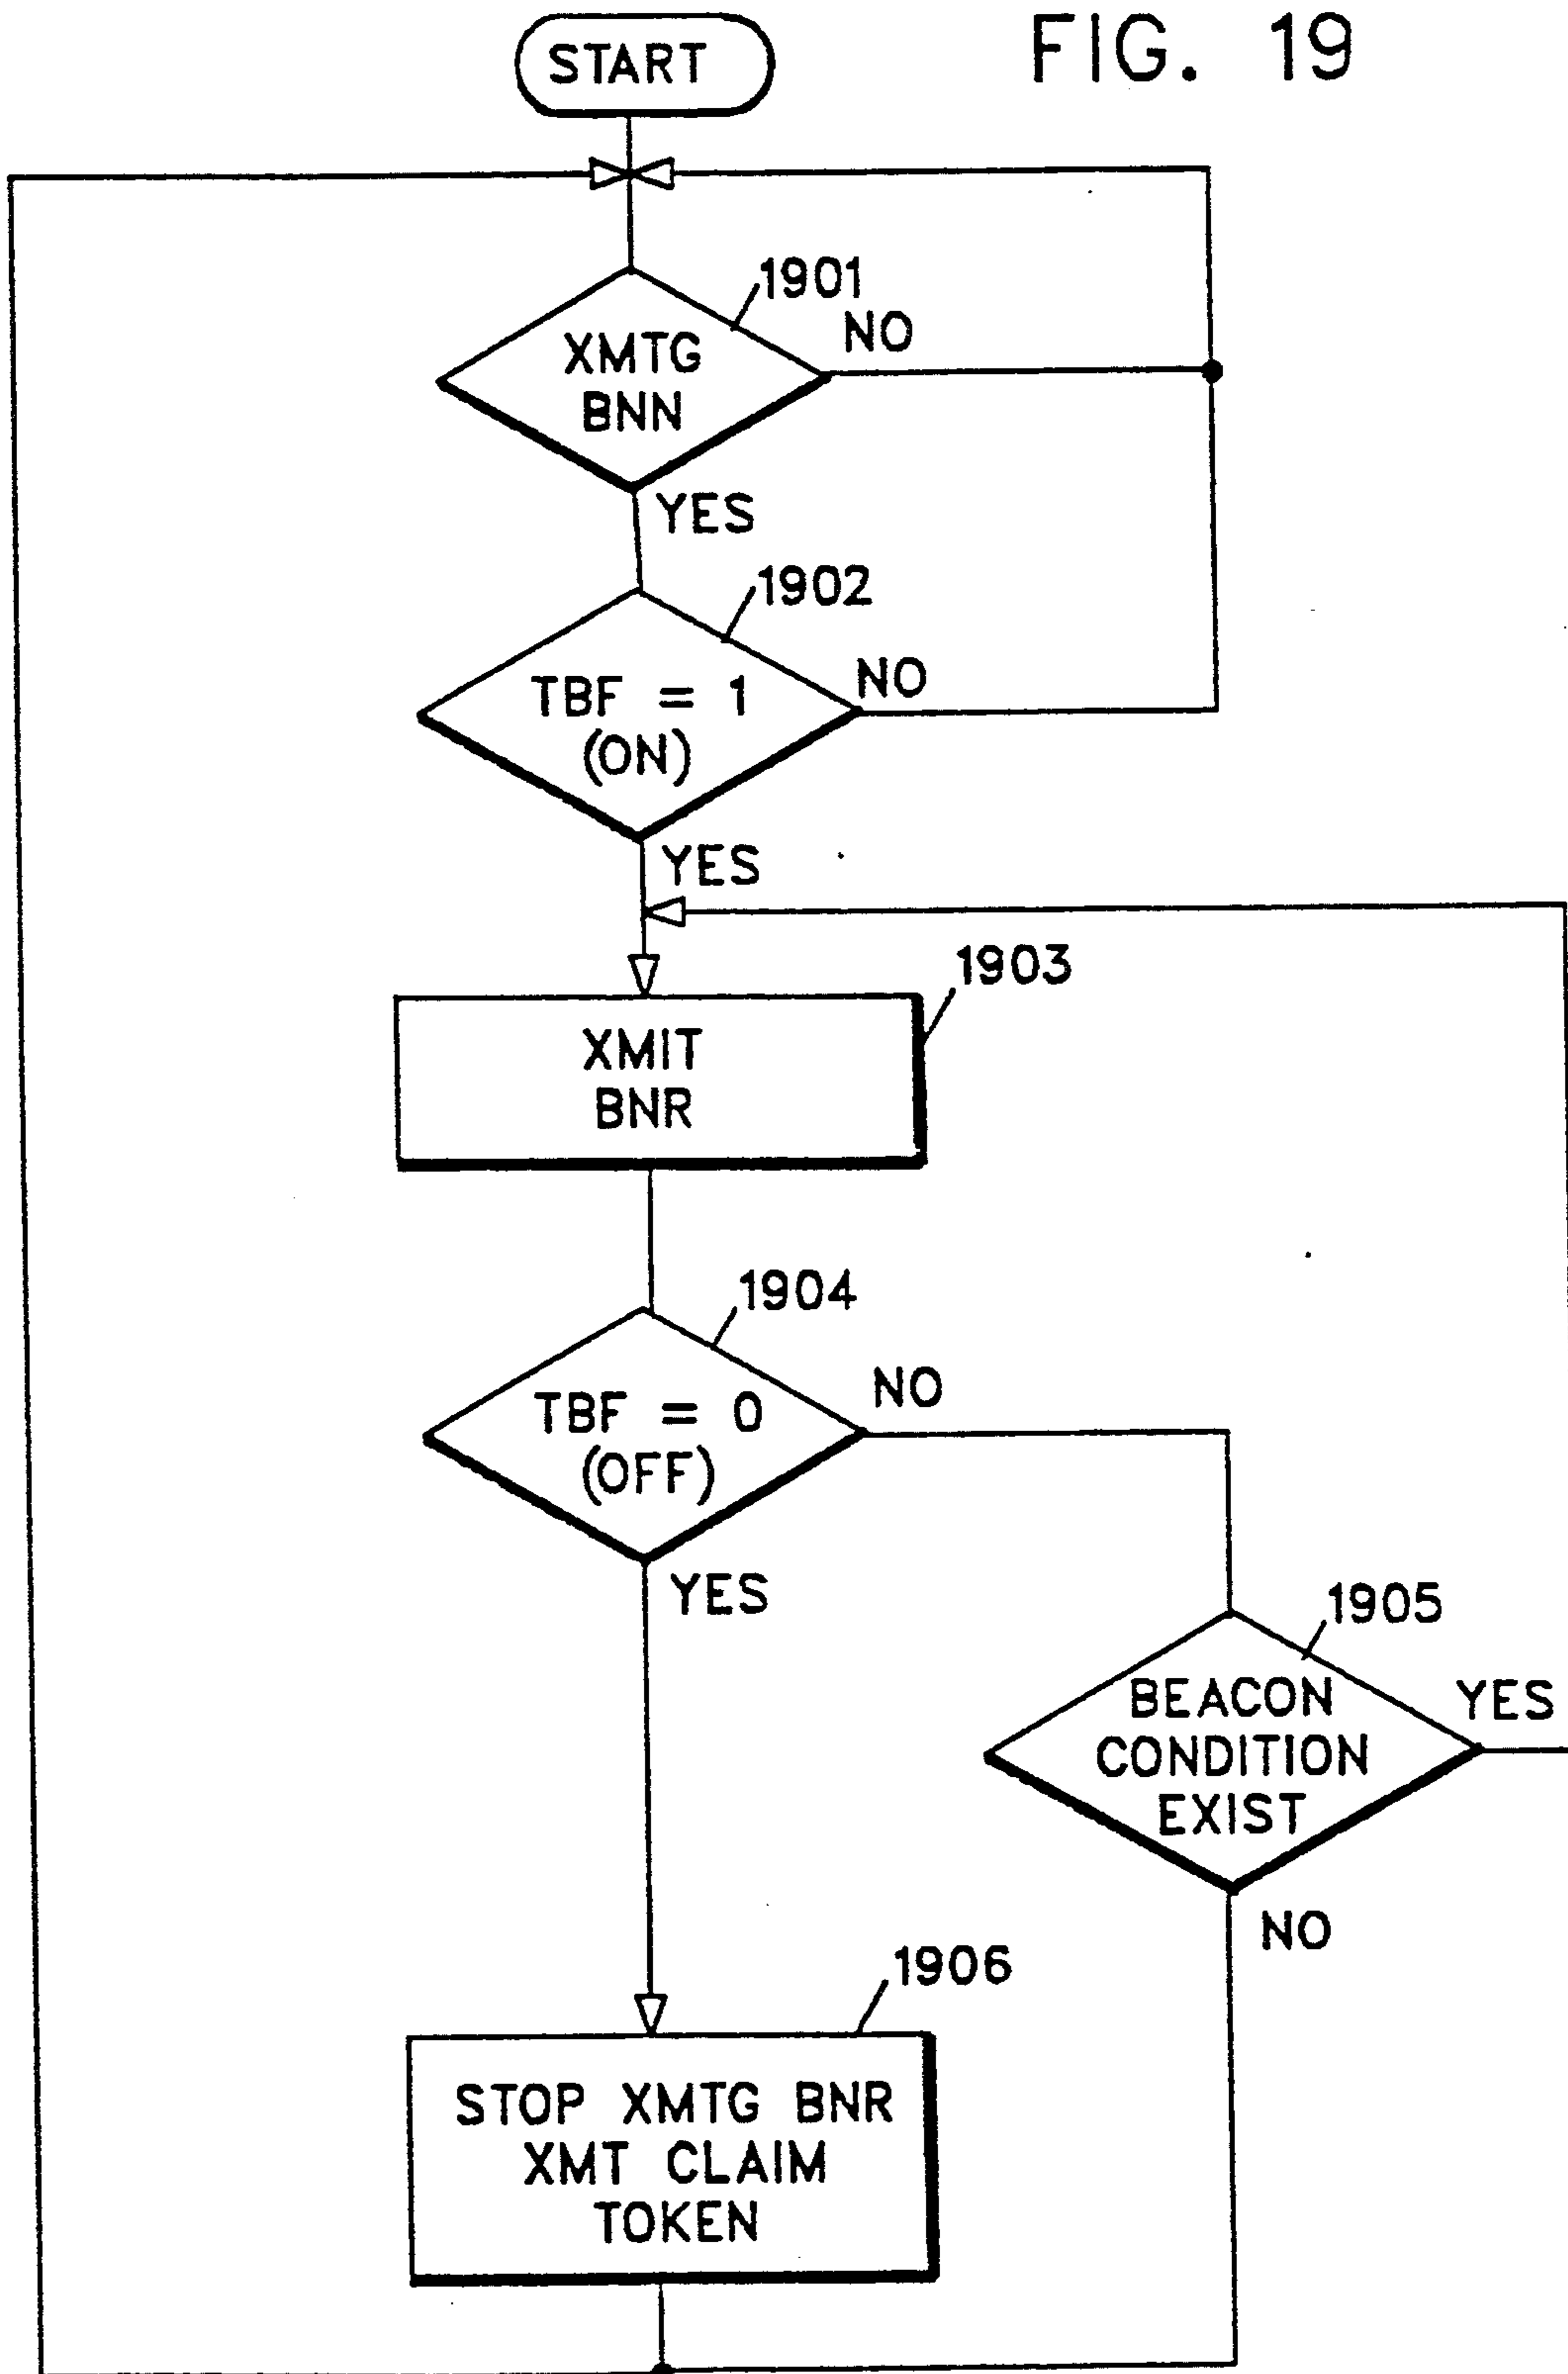 FIG. 19
START
1901
XMTG
BNN
NO
YES
1902
TBF = 1
(ON)
NO
YES
1903
XMIT
BNR
1904
TBF = 0
(OFF)
NO
YES
1905
BEACON
CONDITION
EXIST
YES
NO
1906
STOP XMTG BNR
XMT CLAIM
TOKEN